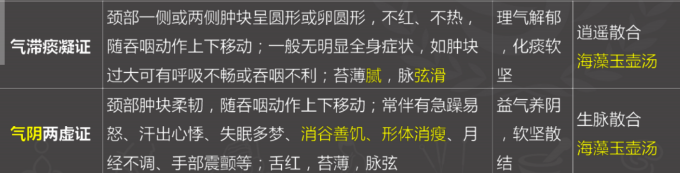 气滞痰凝证
颈部一侧或两侧肿块呈圆形或卵圆形，不红、不热，
随吞咽动作上下移动；一般无明显全身症状，如肿块
过大可有呼吸不畅或吞咽不利；苔薄腻，脉弦滑
理气解郁
，化痰软
坚
逍遥散合
海藻玉壶汤
气阴两虚证
颈部肿块柔韧，随吞咽动作上下移动；常伴有急躁易
怒、汗出心悸、失眠多梦、消谷善饥、形体消瘦、月
经不调、手部震颤等；舌红，苔薄，脉弦
益气养阴
，软坚散
结
生脉散合
海藻玉壶汤